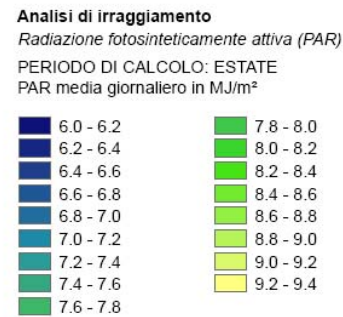 Analisi di irraggiamento
Radiazione fotosinteticamente attiva (PAR)
PERIODO DI CALCOLO: ESTATE
PAR media giornaliero in MJ/m²
6.0 - 6.2
6.2 - 6.4
6.4 - 6.6
6.6 - 6.8
6.8 - 7.0
7.0 - 7.2
7.2 - 7.4
7.4 - 7.6
7.6 - 7.8
7.8 - 8.0
8.0 - 8.2
8.2 - 8.4
8.4 - 8.6
8.6 - 8.8
8.8 - 9.0
9.0 - 9.2
9.2 - 9.4